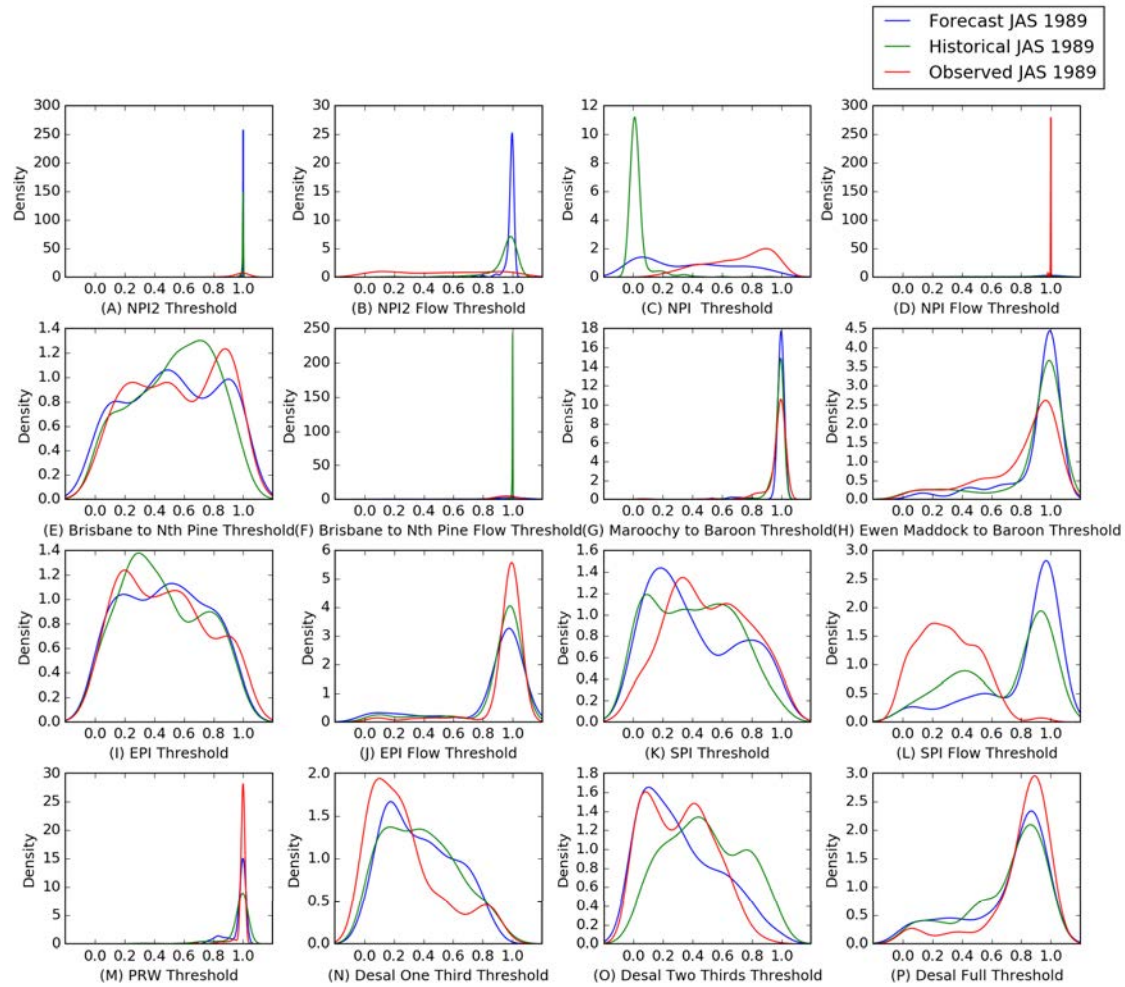 Forecast JAS 1989
Historical JAS 1989
Observed JAS 1989
300
250
200
150
100
50
0
Density
0.0 0.2 0.4 0.6 0.8 1.0
(A) NPI2 Threshold
30
25
20
15
10
5
0
Density
0.0 0.2 0.4 0.6 0.8 1.0
(B) NPI2 Flow Threshold
12
10
8
6
4
2
0
Density
0.0 0.2 0.4 0.6 0.8 1.0
(C) NPI Threshold
300
250
200
150
100
50
0
Density
0.0 0.2 0.4 0.6 0.8 1.0
(D) NPI Flow Threshold
1.4
1.2
1.0
0.8
0.6
0.4
0.2
0.0
Density
0.0 0.2 0.4 0.6 0.8 1.0
(E) Brisbane to Nth Pine Threshold
250
200
150
100
50
0
Density
0.0 0.2 0.4 0.6 0.8 1.0
(F) Brisbane to Nth Pine Flow Threshold
18
16
14
12
10
8
6
4
2
0
Density
0.0 0.2 0.4 0.6 0.8 1.0
(G) Maroochy to Baroon Threshold
4.5
4.0
3.5
3.0
2.5
2.0
1.5
1.0
0.5
0.0
Density
0.0 0.2 0.4 0.6 0.8 1.0
(H) Ewen Maddock to Baroon Threshold
1.4
1.2
1.0
0.8
0.6
0.4
0.2
0.0
Density
0.0 0.2 0.4 0.6 0.8 1.0
(I) EPI Threshold
6
5
4
3
2
1
0
Density
0.0 0.2 0.4 0.6 0.8 1.0
(J) EPI Flow Threshold
1.6
1.4
1.2
1.0
0.8
0.6
0.4
0.2
0.0
Density
0.0 0.2 0.4 0.6 0.8 1.0
(K) SPI Threshold
3.0
2.5
2.0
1.5
1.0
0.5
0.0
Density
0.0 0.2 0.4 0.6 0.8 1.0
(L) SPI Flow Threshold
30
25
20
15
10
5
0
Density
0.0 0.2 0.4 0.6 0.8 1.0
(M) PRW Threshold
2.0
1.5
1.0
0.5
0.0
Density
0.0 0.2 0.4 0.6 0.8 1.0
(N) Desal One Third Threshold
1.8
1.6
1.4
1.2
1.0
0.8
0.6
0.4
0.2
0.0
Density
0.0 0.2 0.4 0.6 0.8 1.0
(O) Desal Two Thirds Threshold
3.0
2.5
2.0
1.5
1.0
0.5
0.0
Density
0.0 0.2 0.4 0.6 0.8 1.0
(P) Desal Full Threshold